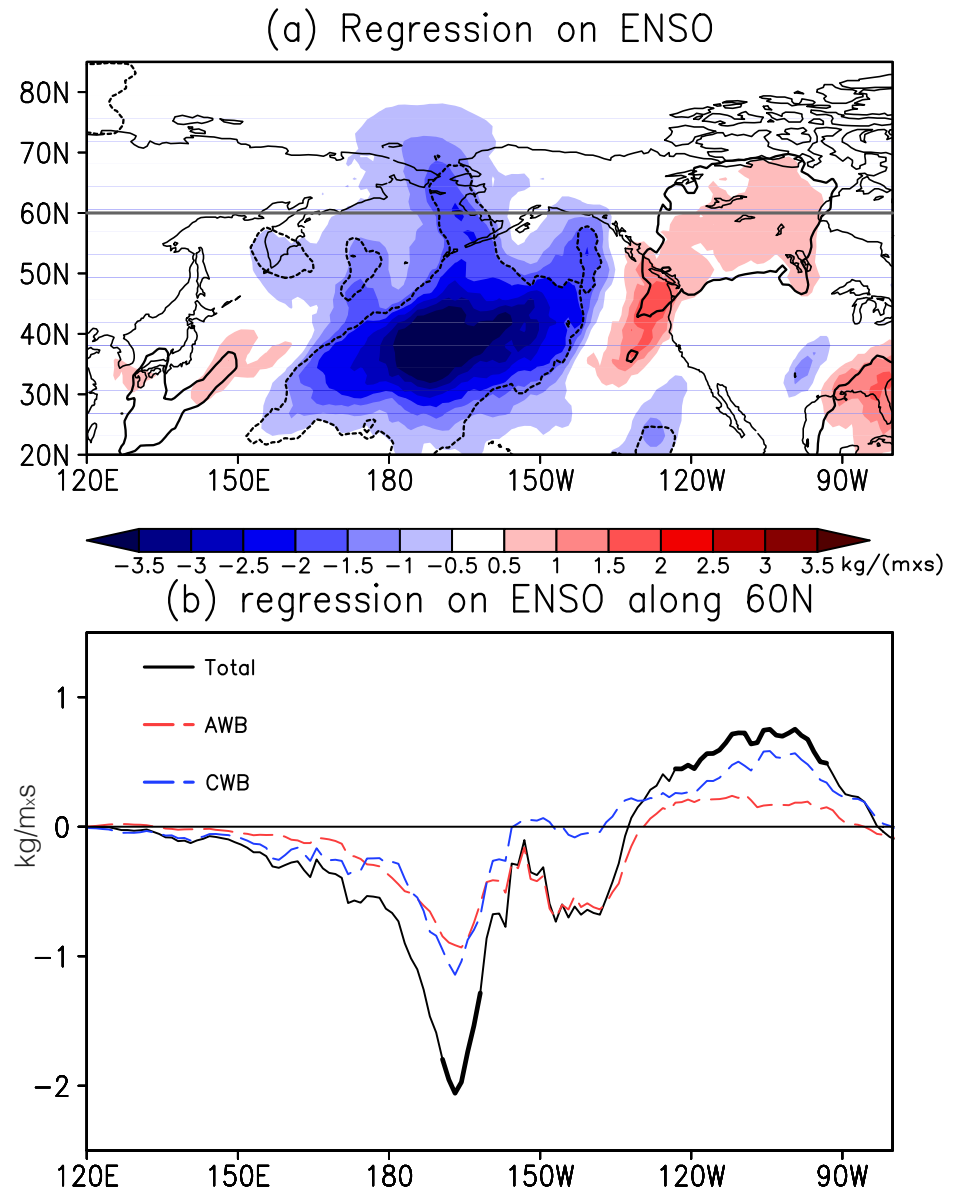 (a) Regression on ENSO
80N
70N
60N
50N
40N
30N
20N
120E 150E 180 150W 120W 90W
-3.5 -3 -2.5 -2 -1.5 -1 -0.5 0.5 1 1.5 2 2.5 3 3.5 kg/(mxs)
(b) regression on ENSO along 60N
Total
1
AWB
CWB
kg/mxs
0
-1
-2
120E 150E 180 150W 120W 90W